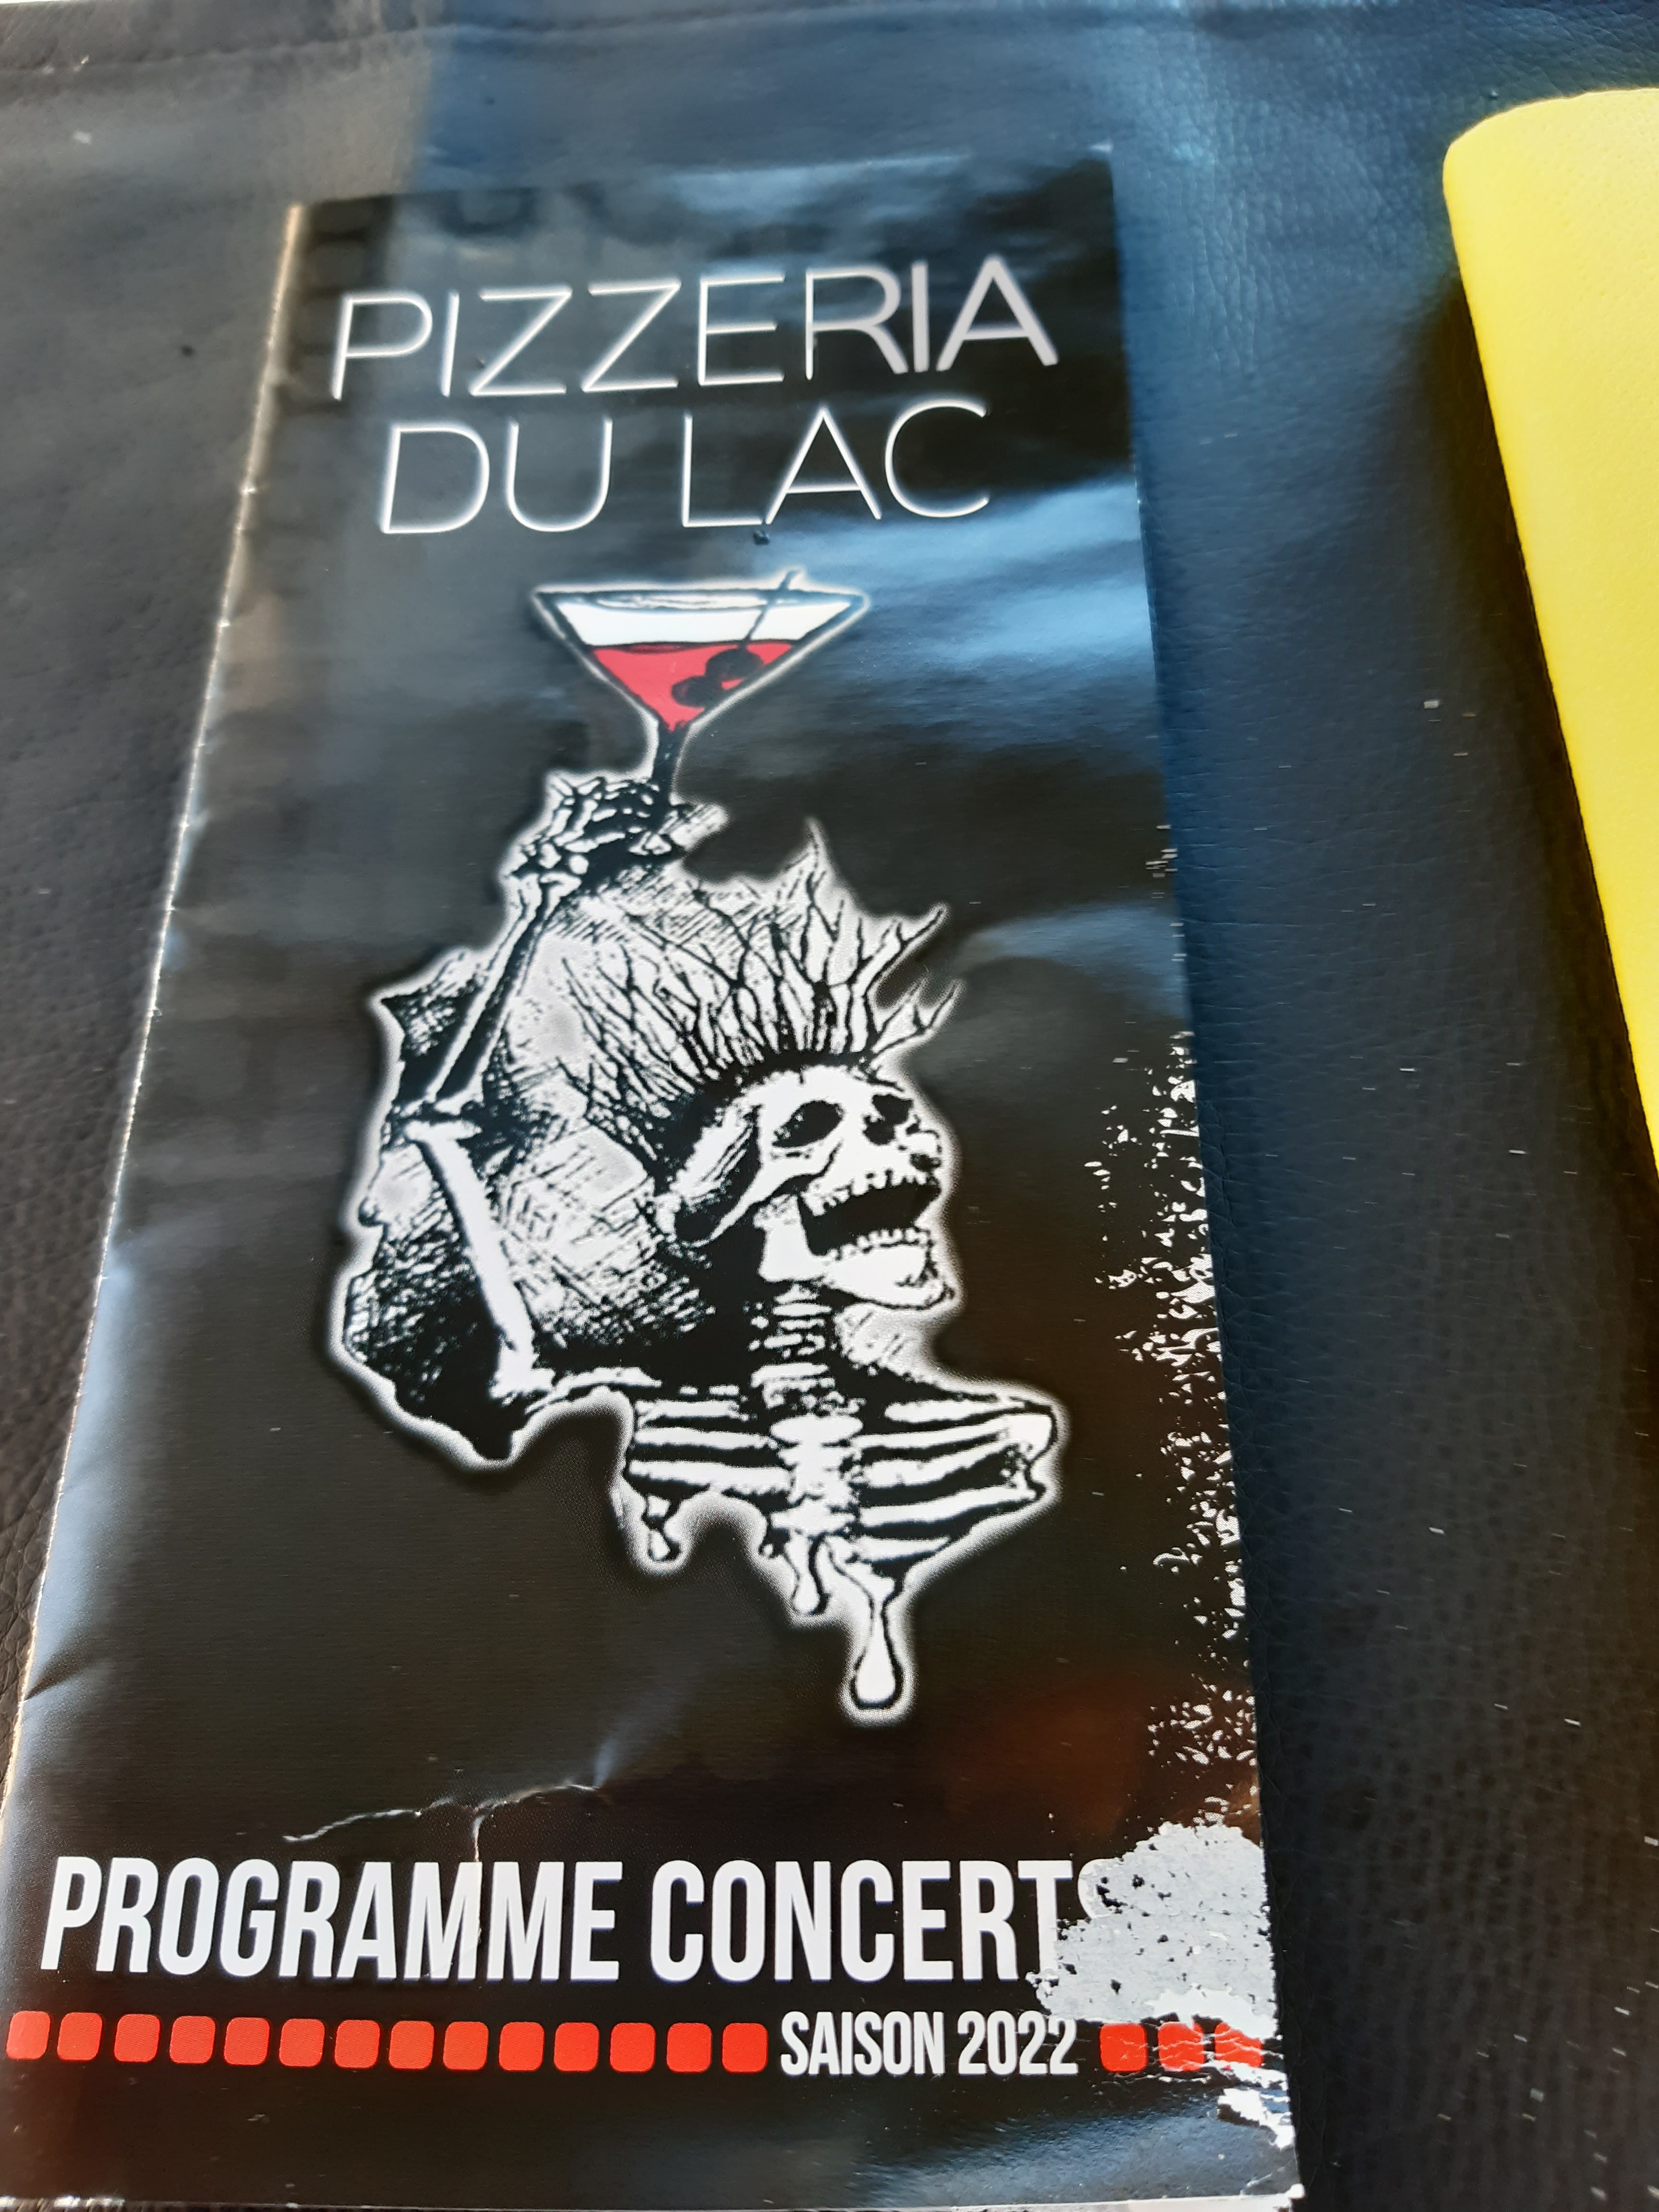 PIZZERIA
DU LAC
PROGRAMME CONCERTS
SAISON 2022